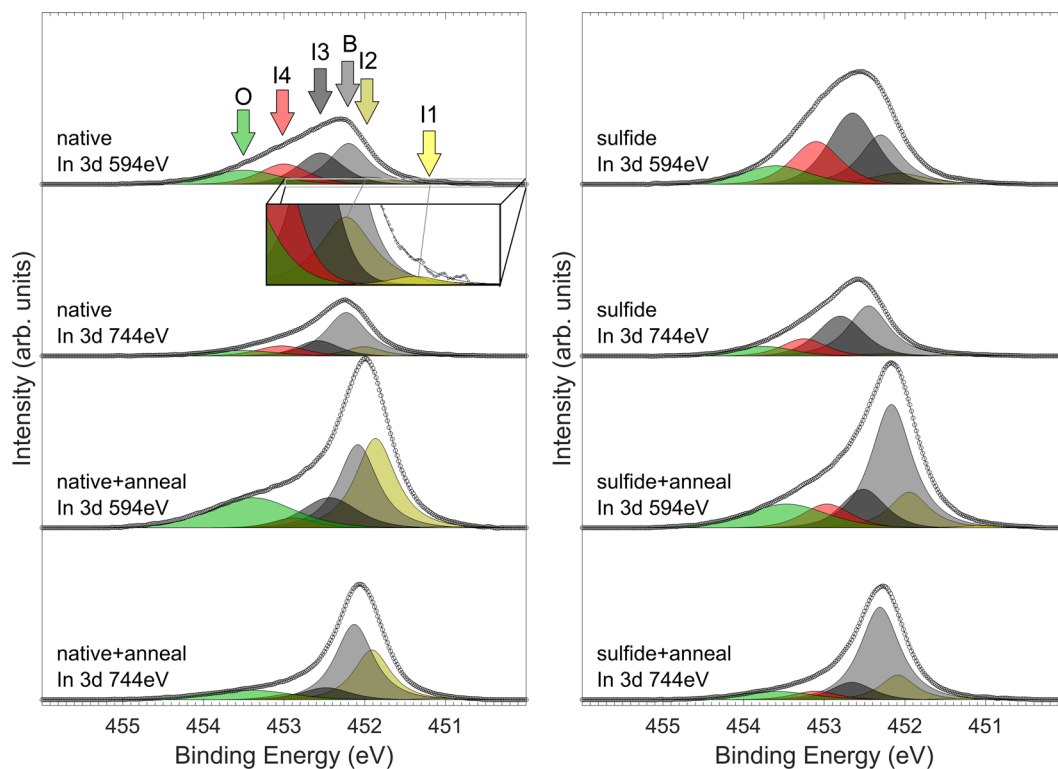 O
I4
I3
B
I2
I1
native
In 3d 594eV
native
In 3d 744eV
native+anneal
In 3d 594eV
native+anneal
In 3d 744eV
Intensity (arb. units)
455
454
453
452
451
Binding Energy (eV)
sulfide
In 3d 594eV
sulfide
In 3d 744eV
sulfide+anneal
In 3d 594eV
sulfide+anneal
In 3d 744eV
Intensity (arb. units)
455
454
453
452
451
Binding Energy (eV)